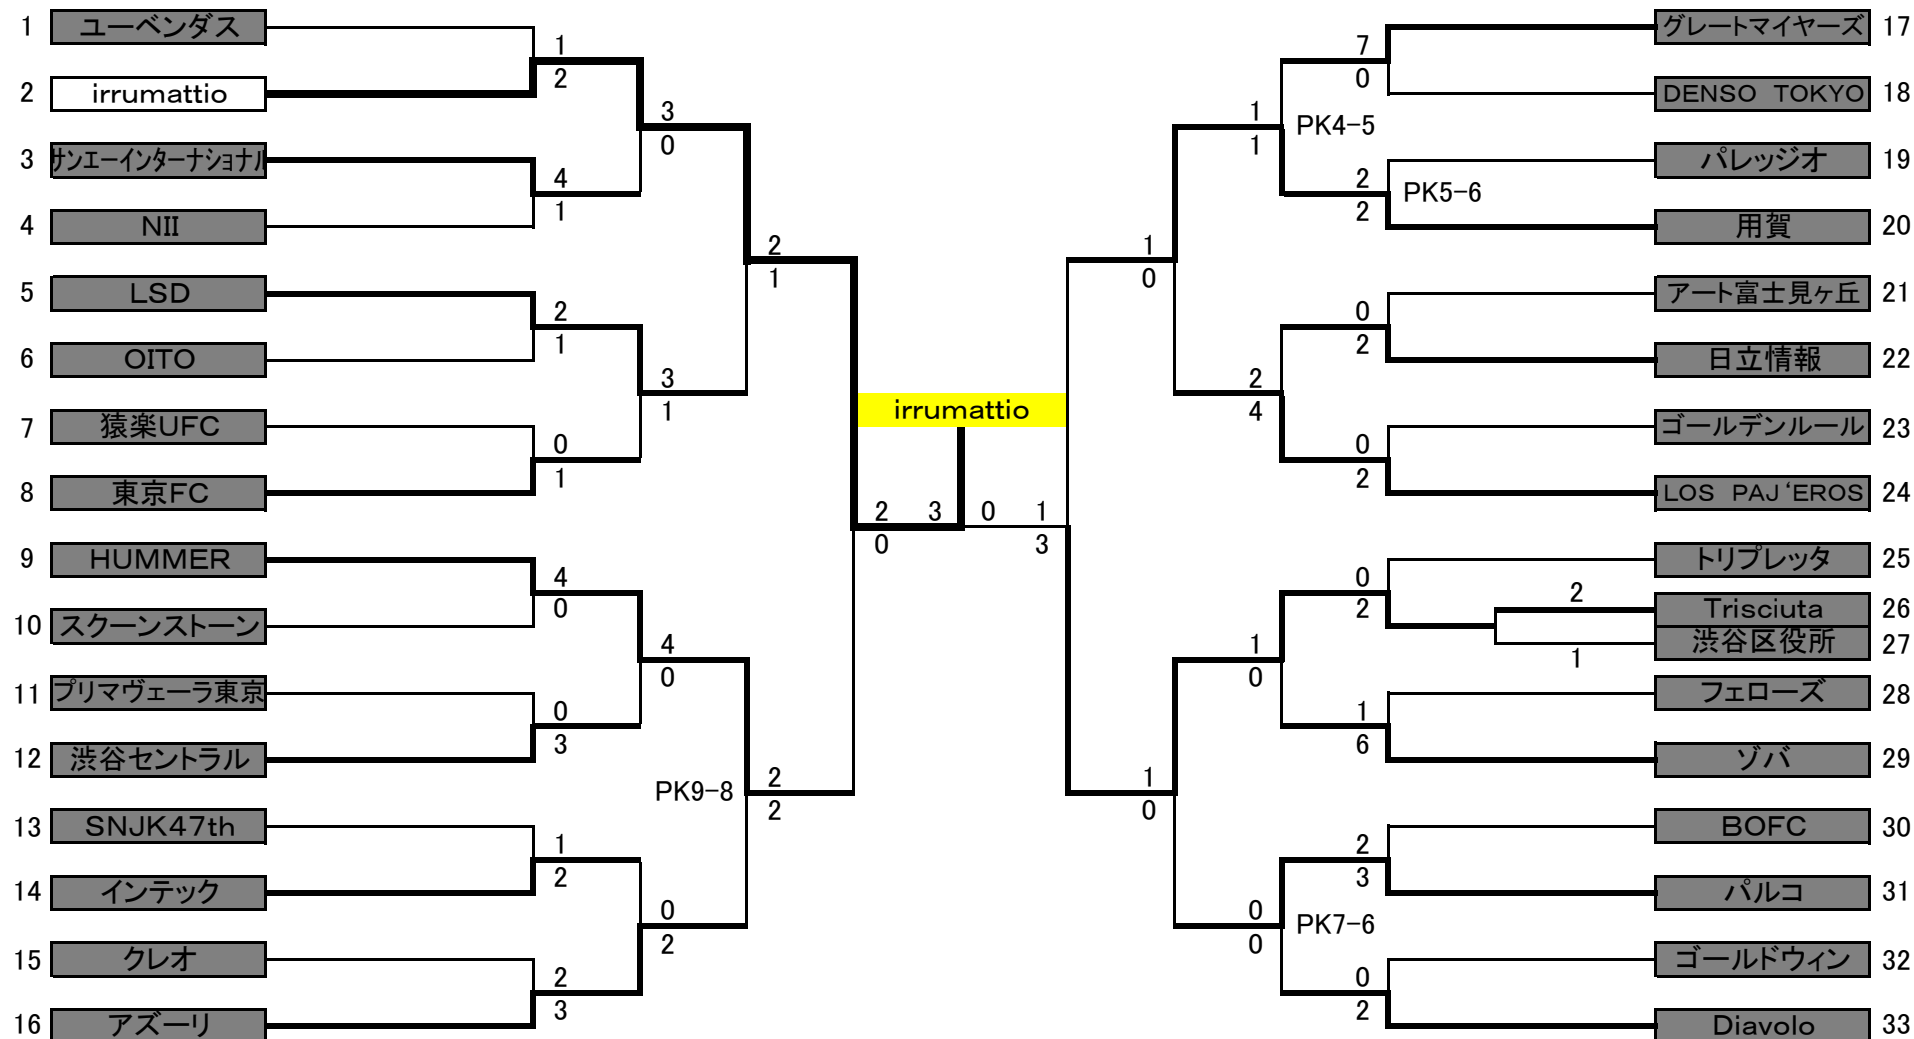 1 ユーベンダス
2 irrumattio
3 サンエーインターナショナル
4 NII
5 LSD
6 OITO
7 猿楽UFC
8 東京FC
9 HUMMER
10 スクーンストーン
11 プリマヴェーラ東京
12 渋谷セントラル
13 SNJK47th
14 インテック
15 クレオ
16 アズーリ
1
2
4
1
2
1
0
1
4
0
0
3
1
2
2
3
3
0
3
1
4
0
0
2
2
1
PK9-8
2
2
irrumattio
2 3 0 1
0 3
1
0
1
0
1
1
PK4-5
2
4
1
0
0
0
PK7-6
7
0
2
2
PK5-6
0
2
0
2
0
2
2
1
1
6
2
3
0
2
グレートマイヤーズ 17
DENSO TOKYO 18
パレッジオ 19
用賀 20
アート富士見ヶ丘 21
日立情報 22
ゴールデンルール 23
LOS PAJ‘EROS 24
トリプレッタ 25
Trisciuta 26
渋谷区役所 27
フェローズ 28
ゾバ 29
BOFC 30
パルコ 31
ゴールドウィン 32
Diavolo 33